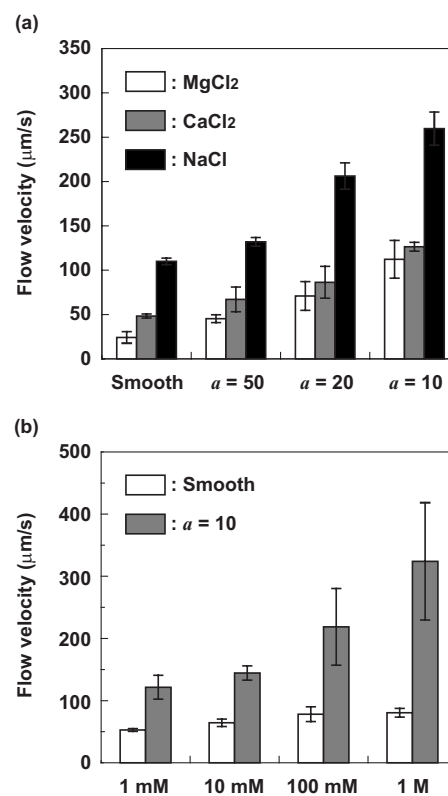 (a)
Flow velocity (μm/s)
350
300
250
200
150
100
50
0
: MgCl2
: CaCl2
: NaCl
Smooth a = 50 a = 20 a = 10
(b)
Flow velocity (μm/s)
500
400
300
200
100
0
: Smooth
: a = 10
1 mM 10 mM 100 mM 1 M